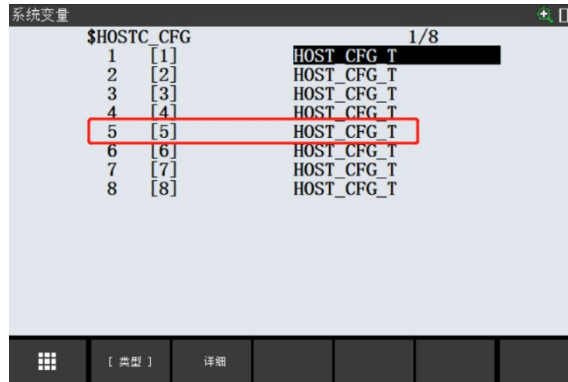 系统变量
$HOSTC_CFG 1/8
1 [1] HOST_CFG_T
2 [2] HOST_CFG_T
3 [3] HOST_CFG_T
4 [4] HOST_CFG_T
5 [5] HOST_CFG_T
6 [6] HOST_CFG_T
7 [7] HOST_CFG_T
8 [8] HOST_CFG_T
[ 类型 ] 详细